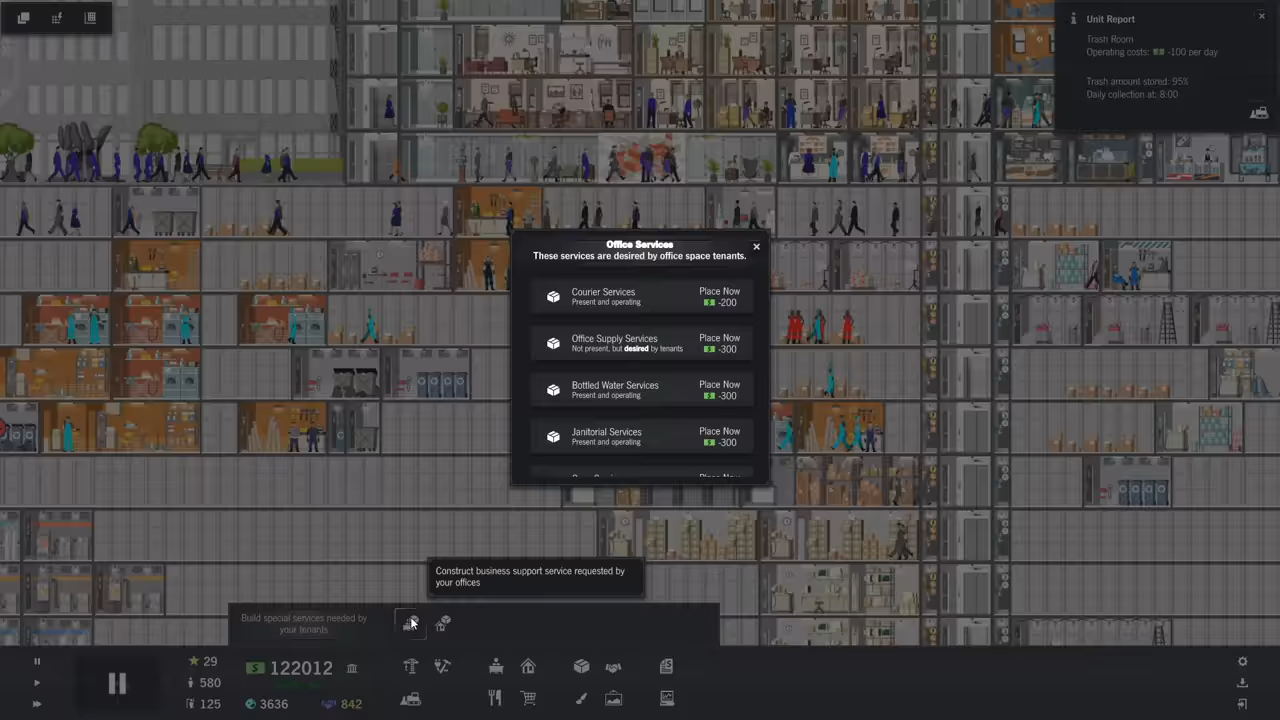 Unit Report
Trash Room
Operating costs: -100 per day
Trash amount stored: 95%
Daily collection at: 8:00
Office Services
These services are desired by office space tenants.
Courier Services
Present and operating
Place Now
-200
Office Supply Services
Not present, but desired by tenants
Place Now
-300
Bottled Water Services
Present and operating
Place Now
-300
Janitorial Services
Present and operating
Place Now
-300
Construct business support service requested by
your offices
Build special services needed by
your tenants
29
122012
580
125
3636
842